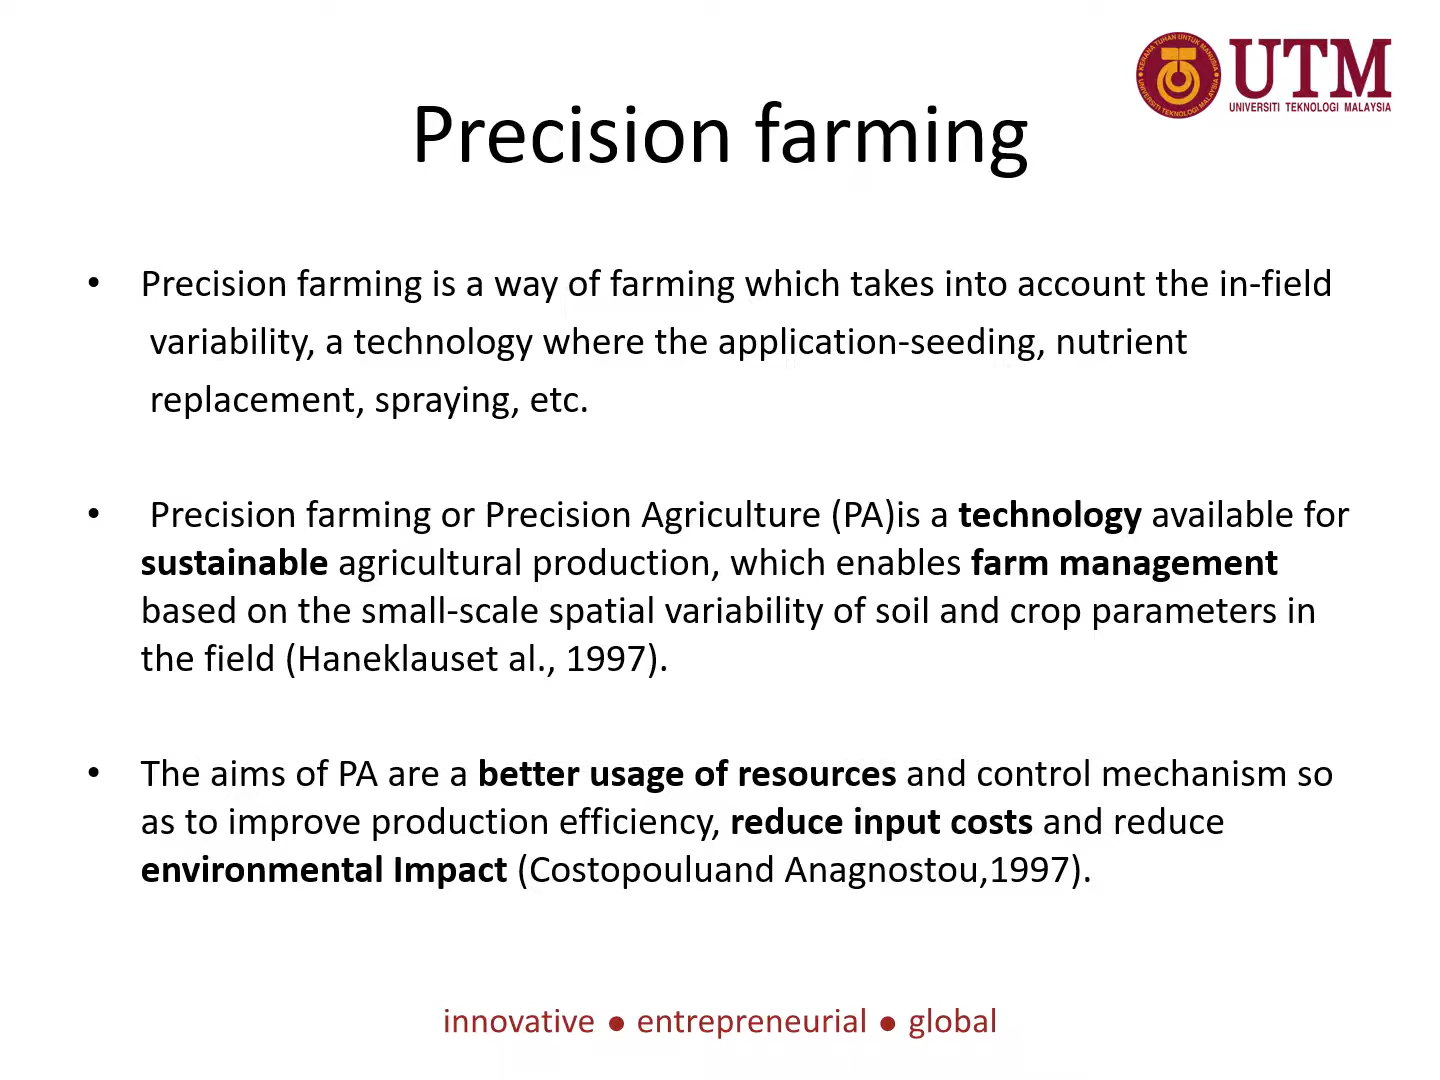 UTM
UNIVERSITI TEKNOLOGI MALAYSIA
Precision farming
• Precision farming is a way of farming which takes into account the in-field
variability, a technology where the application-seeding, nutrient
replacement, spraying, etc.
• Precision farming or Precision Agriculture (PA)is a technology available for
sustainable agricultural production, which enables farm management
based on the small-scale spatial variability of soil and crop parameters in
the field (Haneklauset al., 1997).
• The aims of PA are a better usage of resources and control mechanism so
as to improve production efficiency, reduce input costs and reduce
environmental Impact (Costopouluand Anagnostou,1997).
innovative ● entrepreneurial ● global